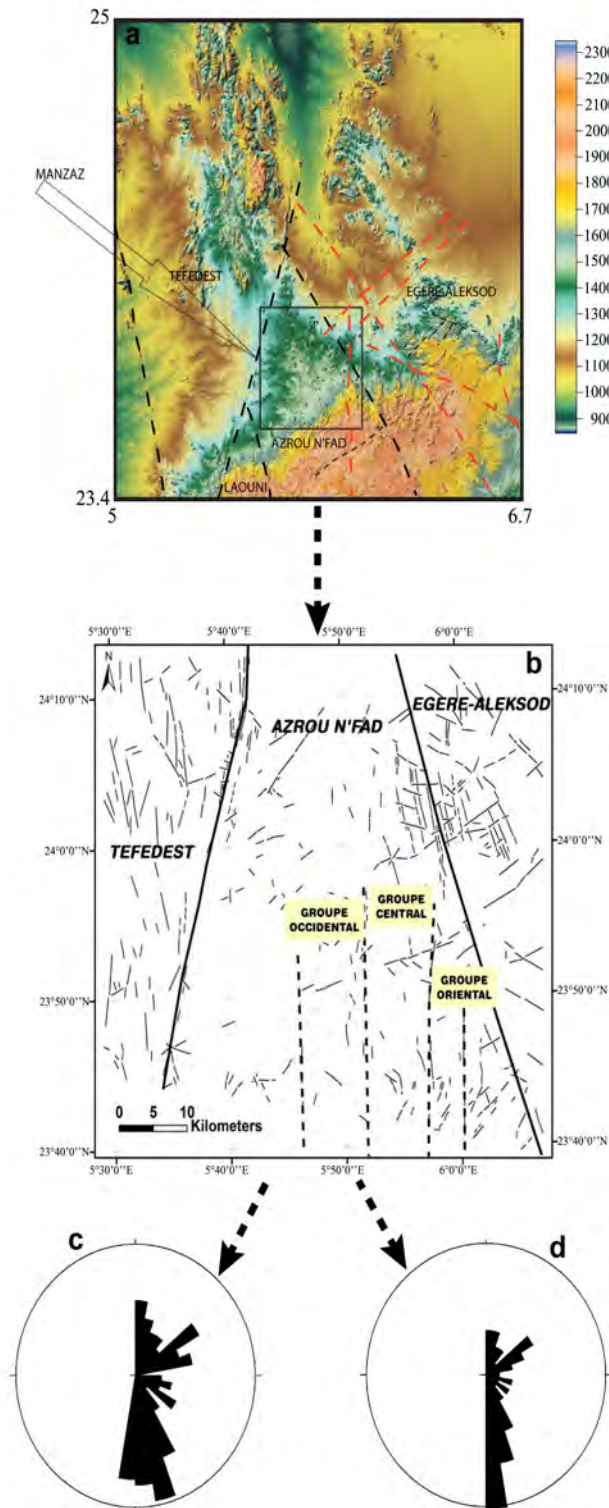 25
a
2300
2200
2100
2000
1900
1800
1700
1600
1500
1400
1300
1200
1100
1000
900
MANZAZ
TEFEDEST
EGERE-ALEKSOD
AZROU N'FAD
LAOUNI
23.4
5
6.7
5°30'0''E
5°40'0''E
5°50'0''E
6°0'0''E
N
b
24°10'0''N
24°10'0''N
EGERE-ALEKSOD
AZROU N'FAD
24°0'0''N
24°0'0''N
TEFEDEST
GROUPE
OCCIDENTAL
GROUPE
CENTRAL
GROUPE
ORIENTAL
23°50'0''N
23°50'0''N
0 5 10
Kilometers
23°40'0''N
23°40'0''N
5°30'0''E
5°40'0''E
5°50'0''E
6°0'0''E
c
d